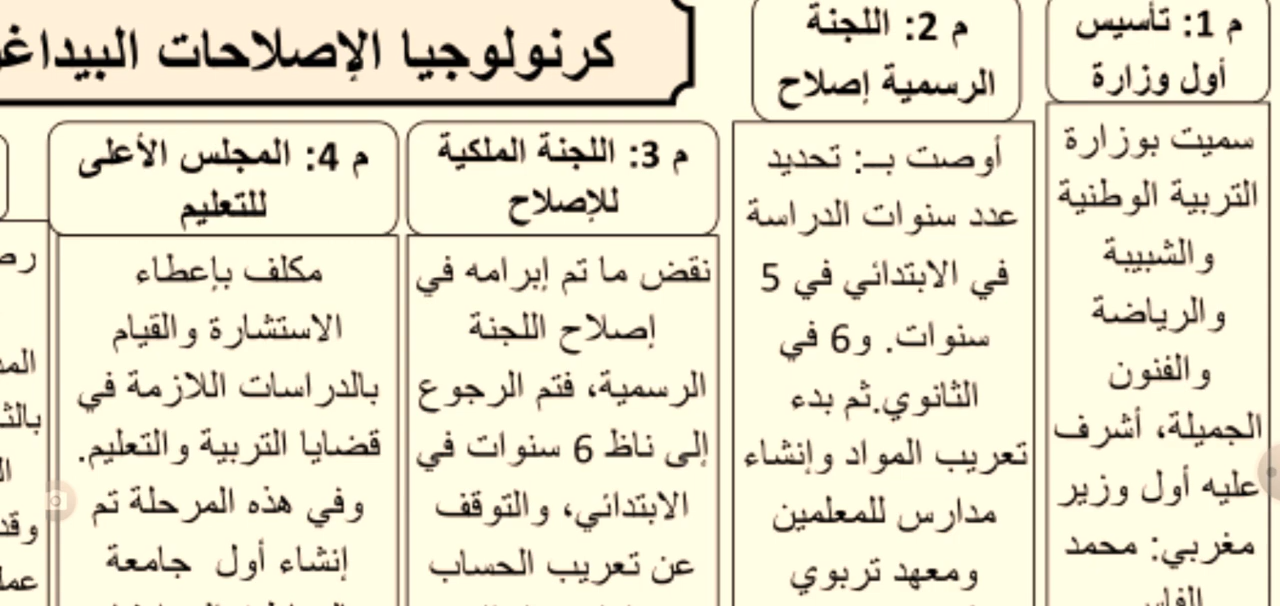 كرنولوجيا الإصلاحات
م 1: تأسيس
أول وزارة
سميت بوزارة
التربية الوطنية
والشبيبة
والرياضة
والفنون
الجميلة، أشرف
عليه أول وزير
مغربي: محمد
م 2: اللجنة
الرسمية إصلاح
أوصت بـ: تحديد
عدد سنوات الدراسة
في الابتدائي في 5
سنوات. و6 في
الثانوي.ثم بدء
تعريب المواد وإنشاء
مدارس للمعلمين
ومعهد تربوي
م 3: اللجنة الملكية
للإصلاح
نقض ما تم إبرامه في
إصلاح اللجنة
الرسمية، فتم الرجوع
إلى ناظ 6 سنوات في
الابتدائي، والتوقف
عن تعريب الحساب
م 4: المجلس الأعلى
للتعليم
مكلف بإعطاء
الاستشارة والقيام
بالدراسات اللازمة في
قضايا التربية والتعليم.
وفي هذه المرحلة تم
إنشاء أول جامعة